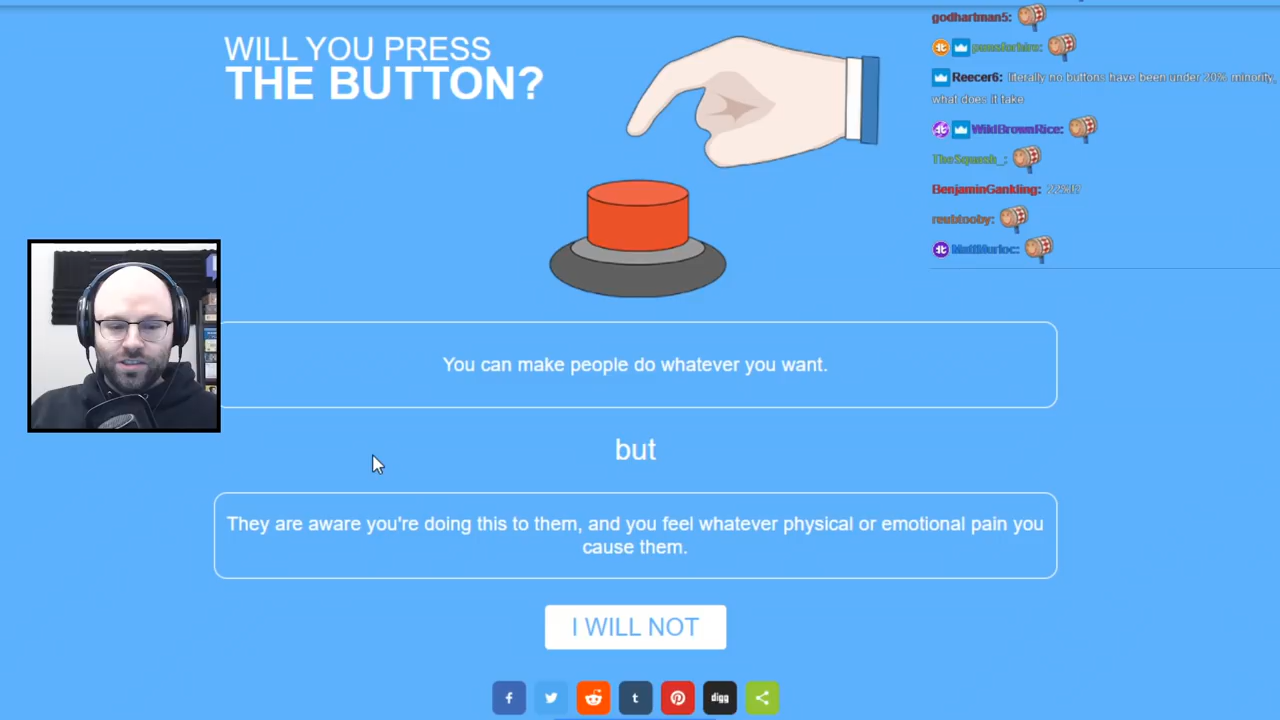 WILL YOU PRESS
THE BUTTON?
godhartman5:
Reecer6: literally no buttons have been under 20% minority,
what does it take
WikiBrownRice:
TheSquash_:
BenjaminGankling:
reubtooby:
You can make people do whatever you want.
but
They are aware you're doing this to them, and you feel whatever physical or emotional pain you
cause them.
I WILL NOT
f
t
digg